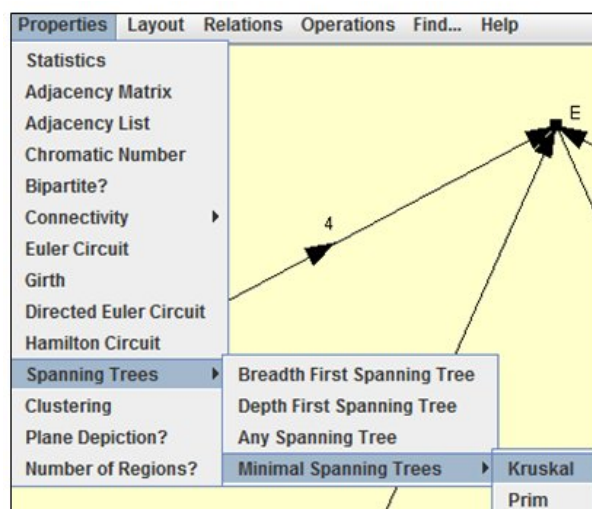 Properties Layout Relations Operations Find... Help
Statistics
Adjacency Matrix
Adjacency List
Chromatic Number
Bipartite?
Connectivity
Euler Circuit
Girth
Directed Euler Circuit
Hamilton Circuit
Spanning Trees
Clustering
Plane Depiction?
Number of Regions?
Breadth First Spanning Tree
Depth First Spanning Tree
Any Spanning Tree
Minimal Spanning Trees
Kruskal
Prim
E
4